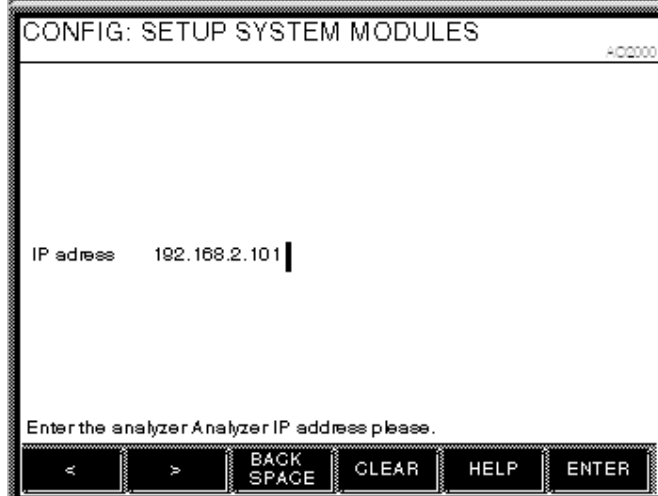 CONFIG: SETUP SYSTEM MODULES
AO2000
IP adress 192.168.2.101
Enter the analyzer Analyzer IP address please.
< > BACK SPACE CLEAR HELP ENTER